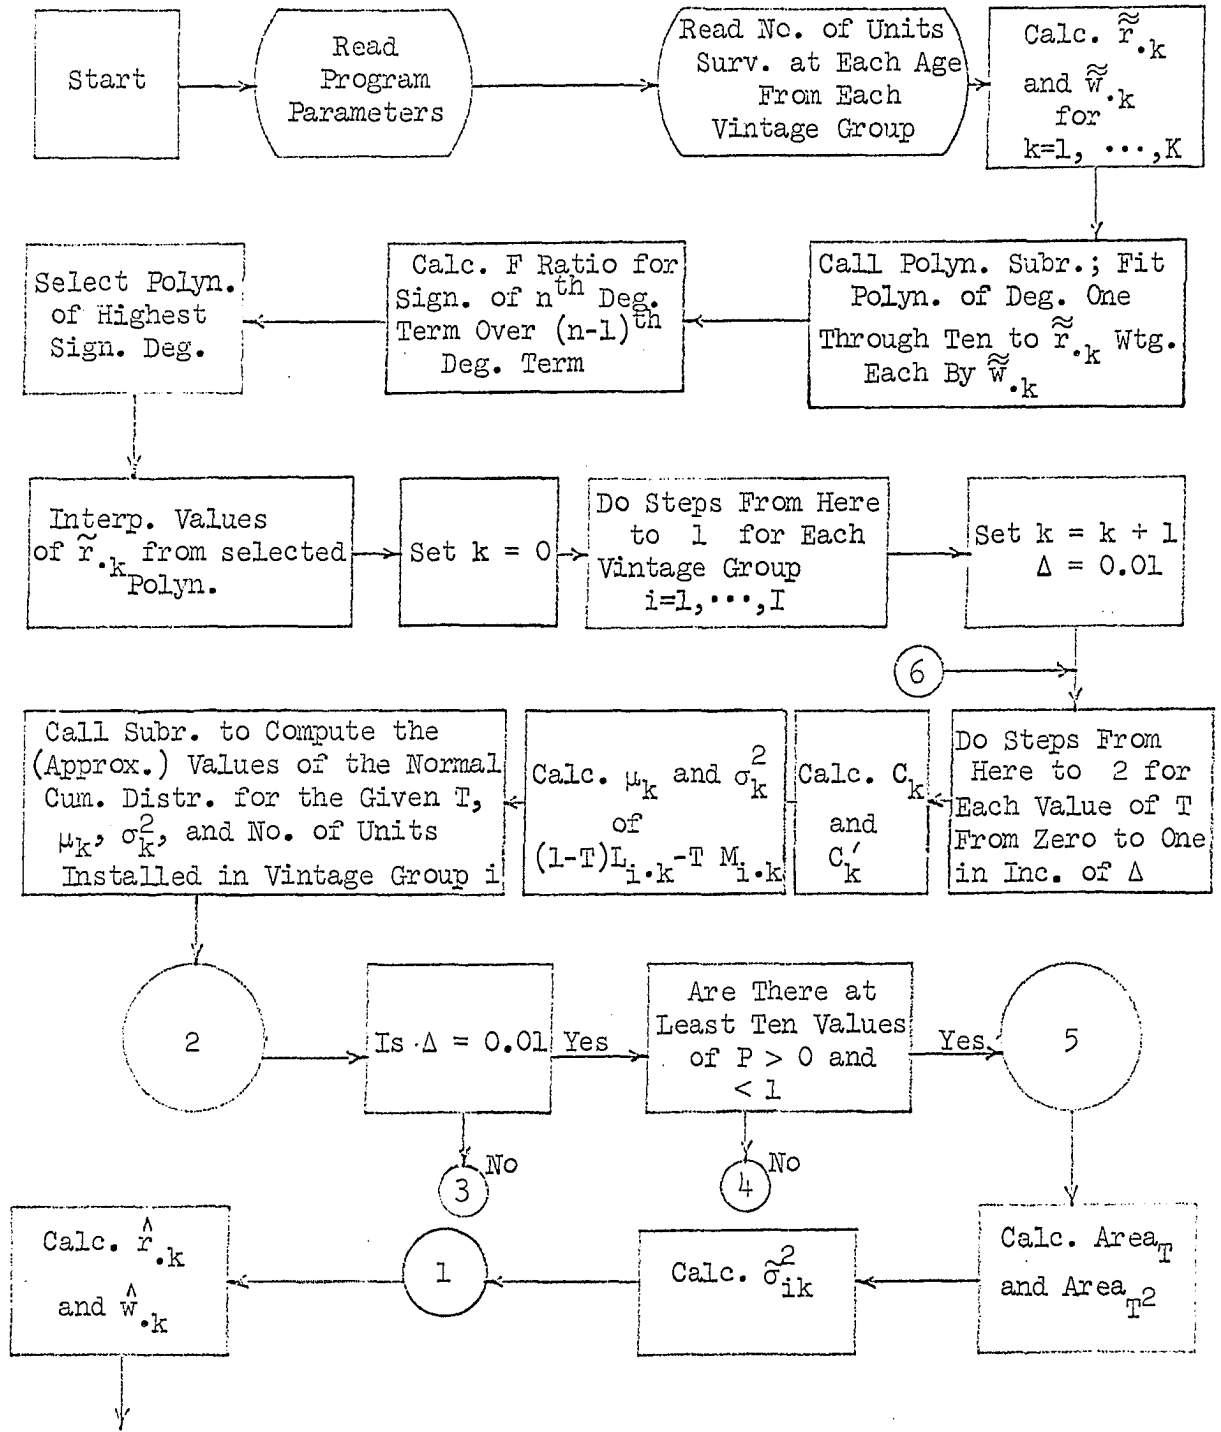 Start
Read
Program
Parameters
Read No. of Units
Surv. at Each Age
From Each
Vintage Group
Calc. r̃̃.k
and w̃̃.k
for
k=1, ···,K
Select Polyn.
of Highest
Sign. Deg.
Calc. F Ratio for
Sign. of nth Deg.
Term Over (n-1)th
Deg. Term
Call Polyn. Subr.; Fit
Polyn. of Deg. One
Through Ten to r̃̃.k Wtg.
Each By w̃̃.k
Interp. Values
of r̃.k from selected
Polyn.
Set k = 0
Do Steps From Here
to 1 for Each
Vintage Group
i=1,···,I
Set k = k + 1
Δ = 0.01
6
Call Subr. to Compute the
(Approx.) Values of the Normal
Cum. Distr. for the Given T,
μk, σk², and No. of Units
Installed in Vintage Group i
Calc. μk and σk²
of
(1-T)Li·k-T Mi·k
Calc. Ck
and
C′k
Do Steps From
Here to 2 for
Each Value of T
From Zero to One
in Inc. of Δ
2
Is Δ = 0.01
Yes
Are There at
Least Ten Values
of P > 0 and
< 1
Yes
5
No
3
No
4
Calc. r̂.k
and ŵ.k
1
Calc. σ̃²ik
Calc. AreaT
and AreaT²